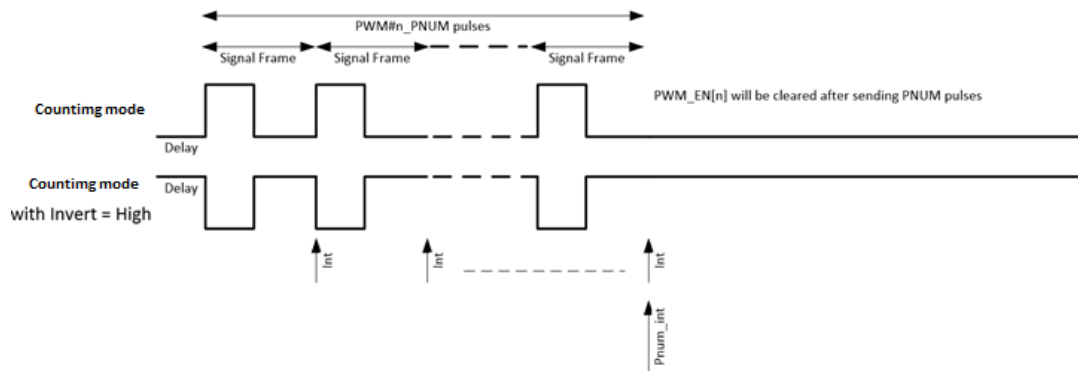 PWM#n_PNUM pulses
Signal Frame
Signal Frame
Signal Frame
PWM_EN[n] will be cleared after sending PNUM pulses
Countimg mode
Delay
Countimg mode
Delay
with Invert = High
Int
Int
Int
Pnum_int